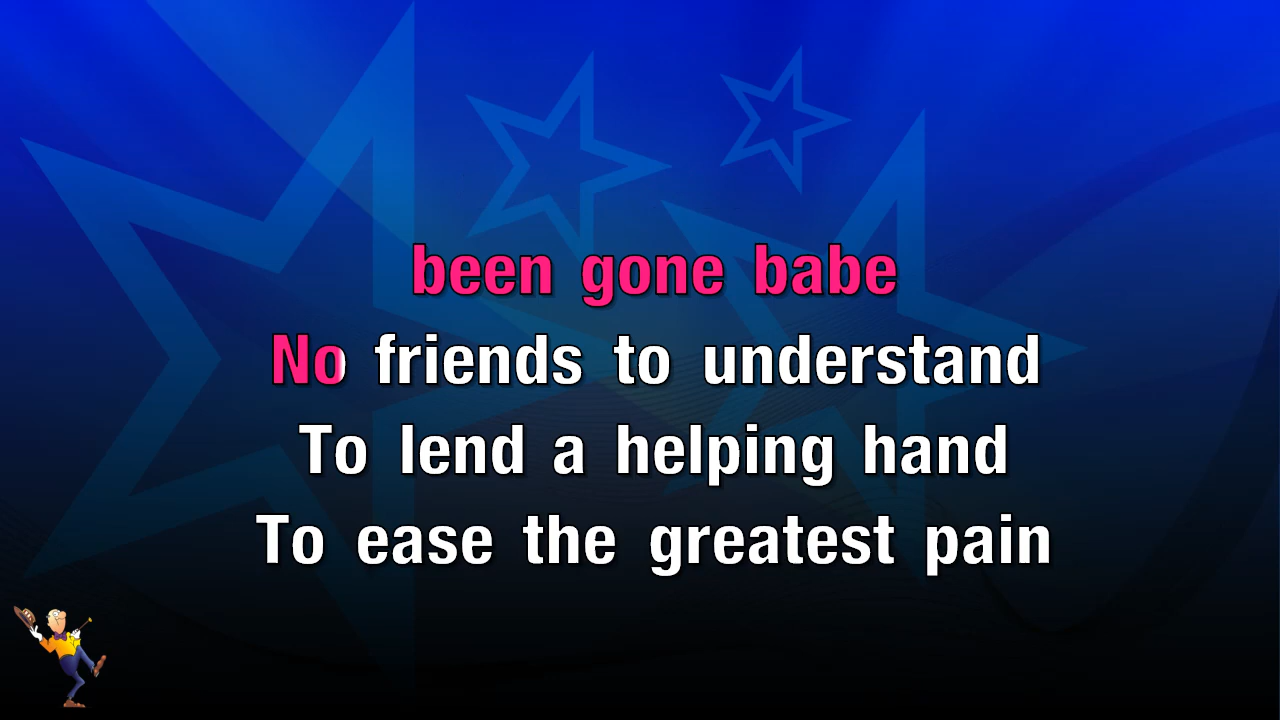 been gone babe
No friends to understand
To lend a helping hand
To ease the greatest pain